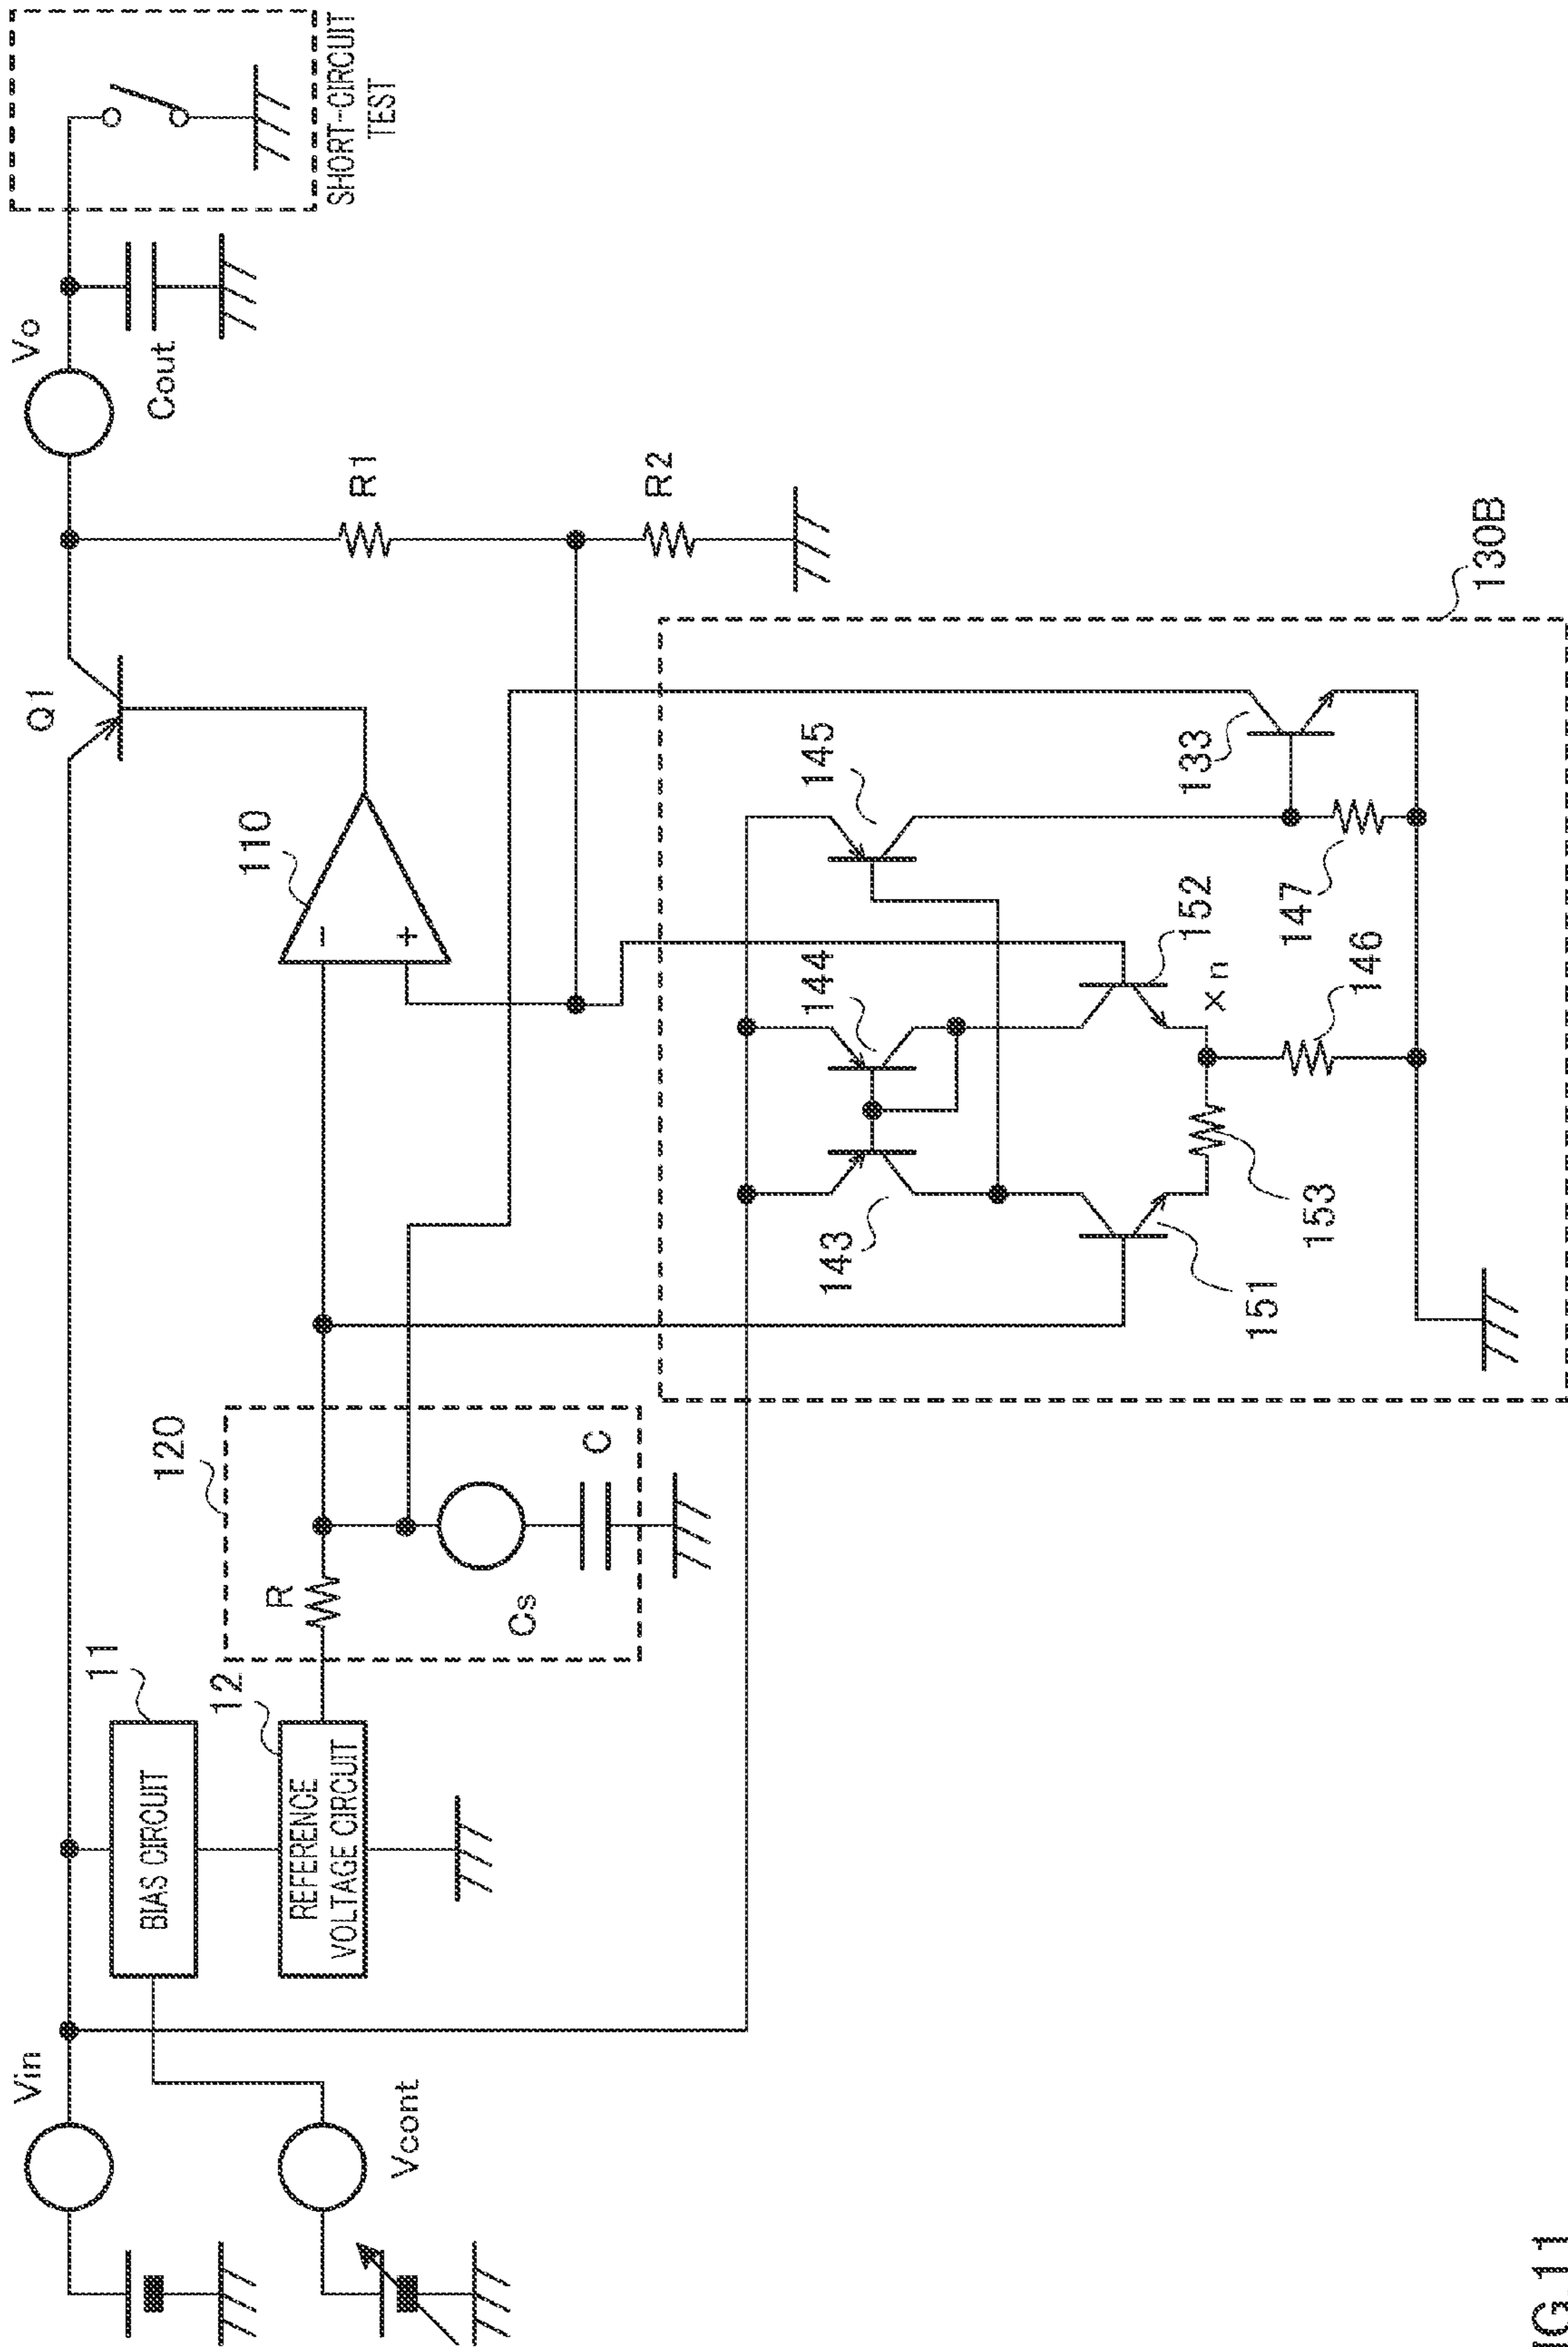 Vin
Vcont
11
BIAS CIRCUIT
12
REFERENCE
VOLTAGE CIRCUIT
120
R
Cs
C
110
−
+
Q1
R1
R2
Vo
Cout
SHORT-CIRCUIT
TEST
130B
143
144
145
133
151
152
×n
153
146
147